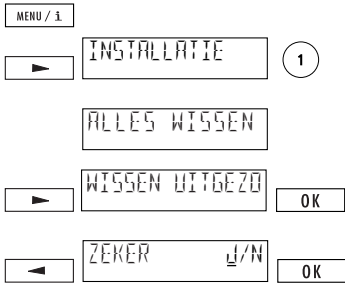 MENU / i
INSTALLATIE
1
ALLES WISSEN
WISSEN UITGEZO
OK
ZEKER J/N
OK